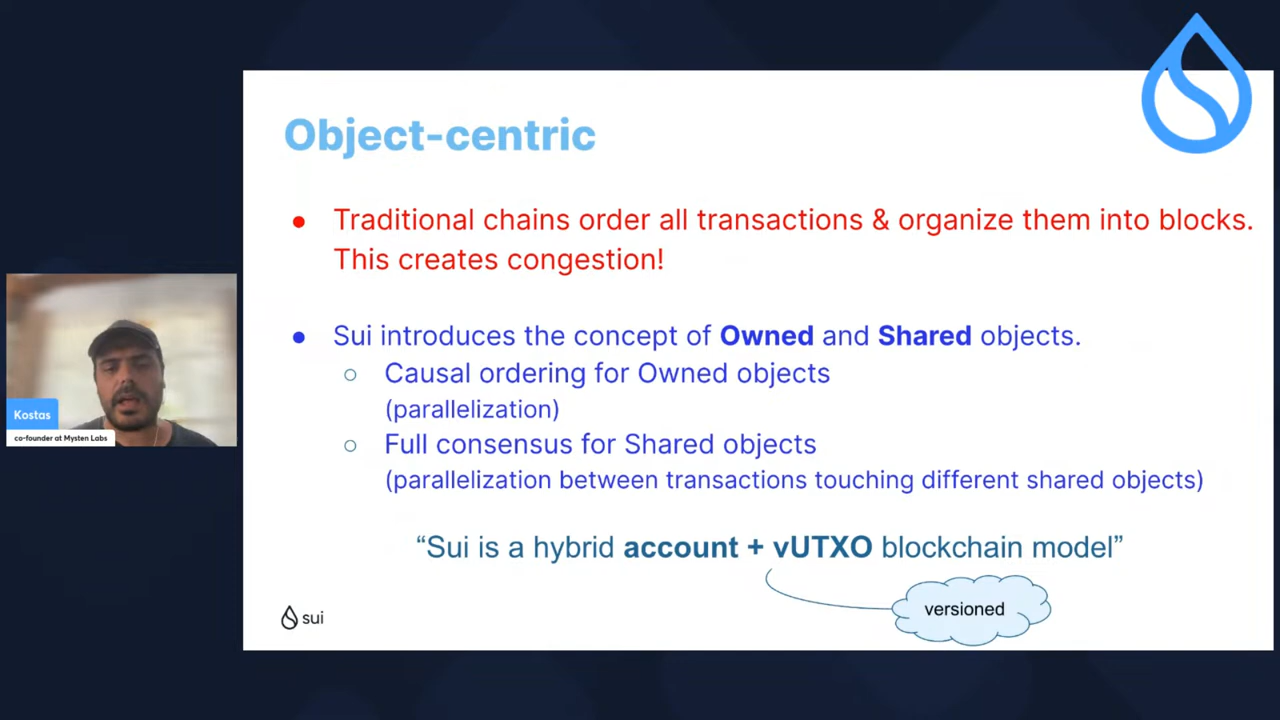 Object-centric
● Traditional chains order all transactions & organize them into blocks.
This creates congestion!
● Sui introduces the concept of Owned and Shared objects.
○ Causal ordering for Owned objects
(parallelization)
○ Full consensus for Shared objects
(parallelization between transactions touching different shared objects)
“Sui is a hybrid account + vUTXO blockchain model”
versioned
sui
Kostas
co-founder at Mysten Labs